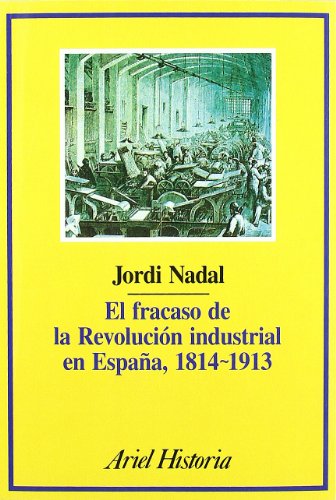 Jordi Nadal
El fracaso de
la Revolución industrial
en España, 1814~1913
Ariel Historia